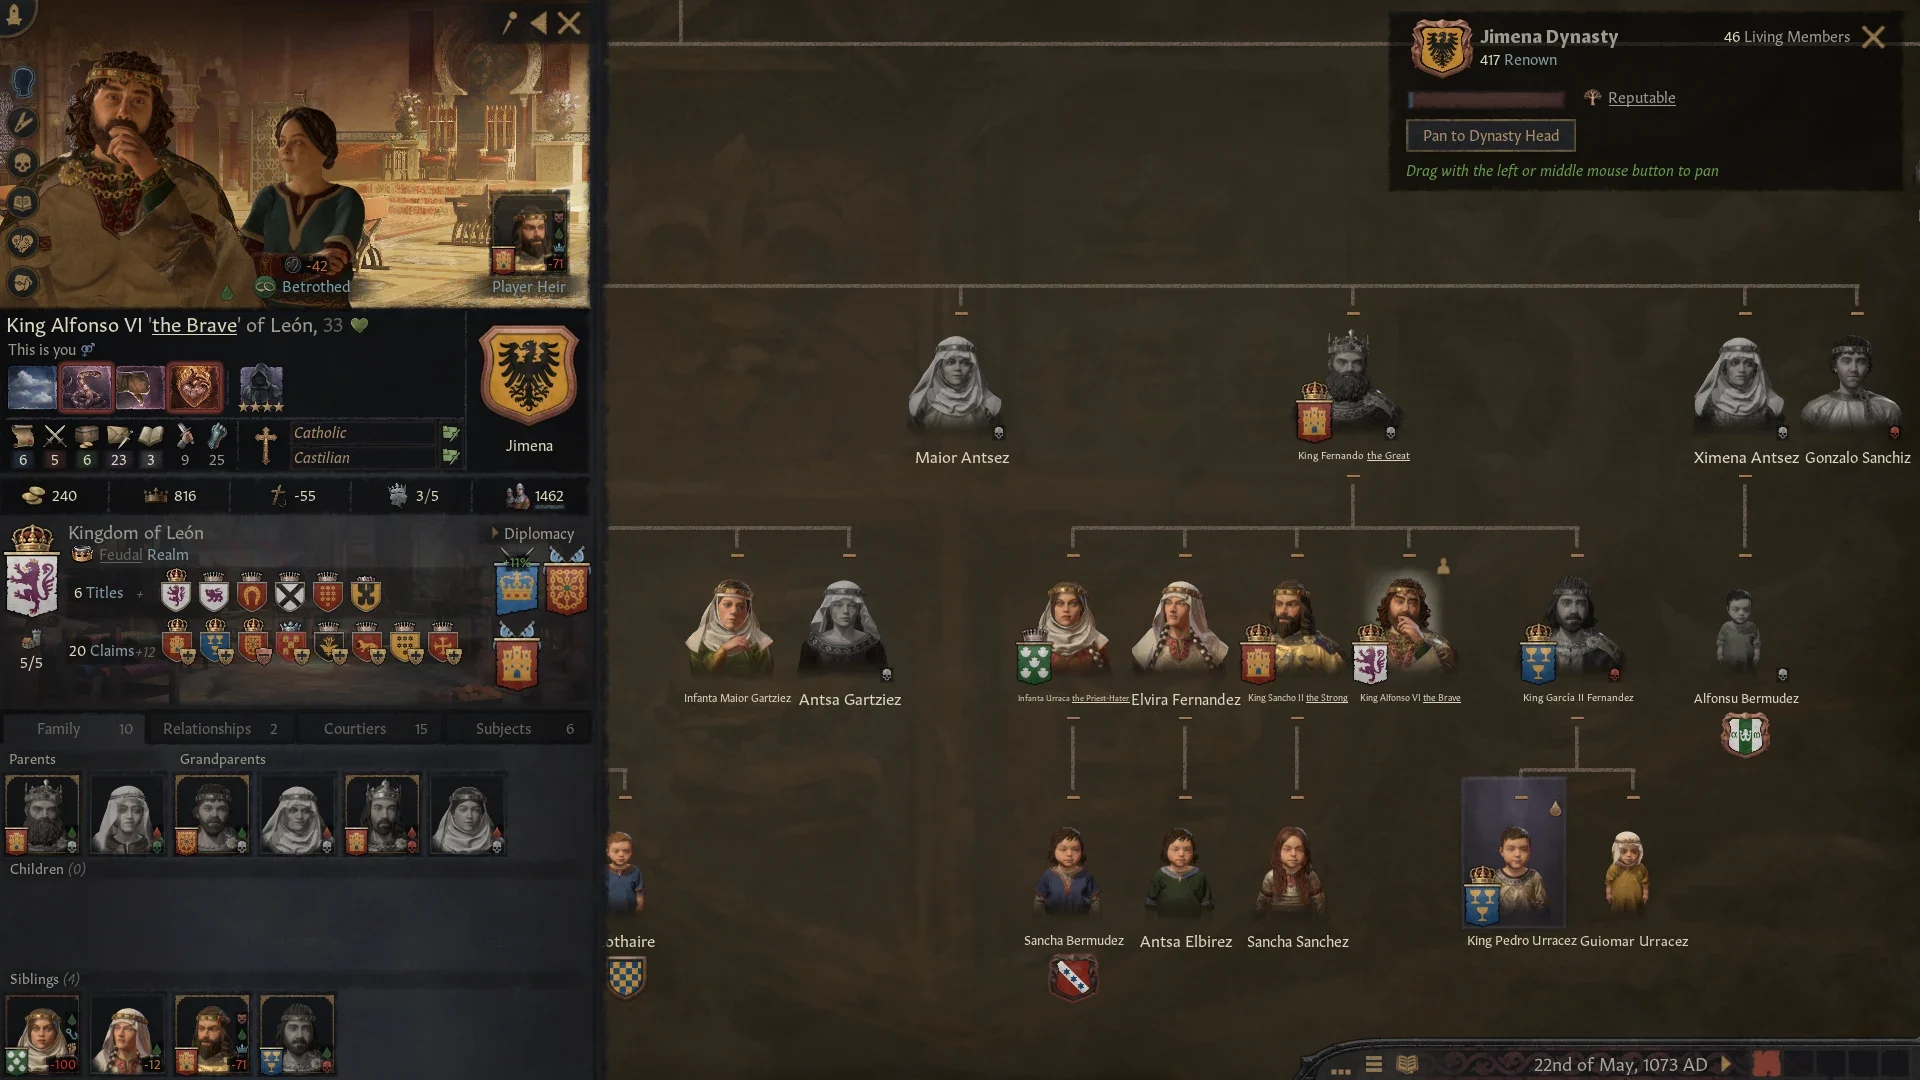 -42
Betrothed
-71
Player Heir
King Alfonso VI 'the Brave' of León, 33
This is you
6 5 6 23 3 9 25
Catholic
Castilian
Jimena
240 816 -55 3/5 1462
Kingdom of León
Feudal Realm
6 Titles +
20 Claims +12
5/5
Diplomacy
+11%
Family 10
Relationships 2
Courtiers 15
Subjects 6
Parents
Grandparents
Children (0)
Siblings (4)
-100
-12
-71
Jimena Dynasty
46 Living Members
417 Renown
Reputable
Pan to Dynasty Head
Drag with the left or middle mouse button to pan
Maior Antsez
King Fernando the Great
Ximena Antsez
Gonzalo Sanchiz
Infanta Maior Gartziez
Antsa Gartziez
Infanta Urraca the Priest-Hater
Elvira Fernandez
King Sancho II the Strong
King Alfonso VI the Brave
King García II Fernandez
Alfonsu Bermudez
othaire
Sancha Bermudez
Antsa Elbirez
Sancha Sanchez
King Pedro Urracez
Guiomar Urracez
22nd of May, 1073 AD